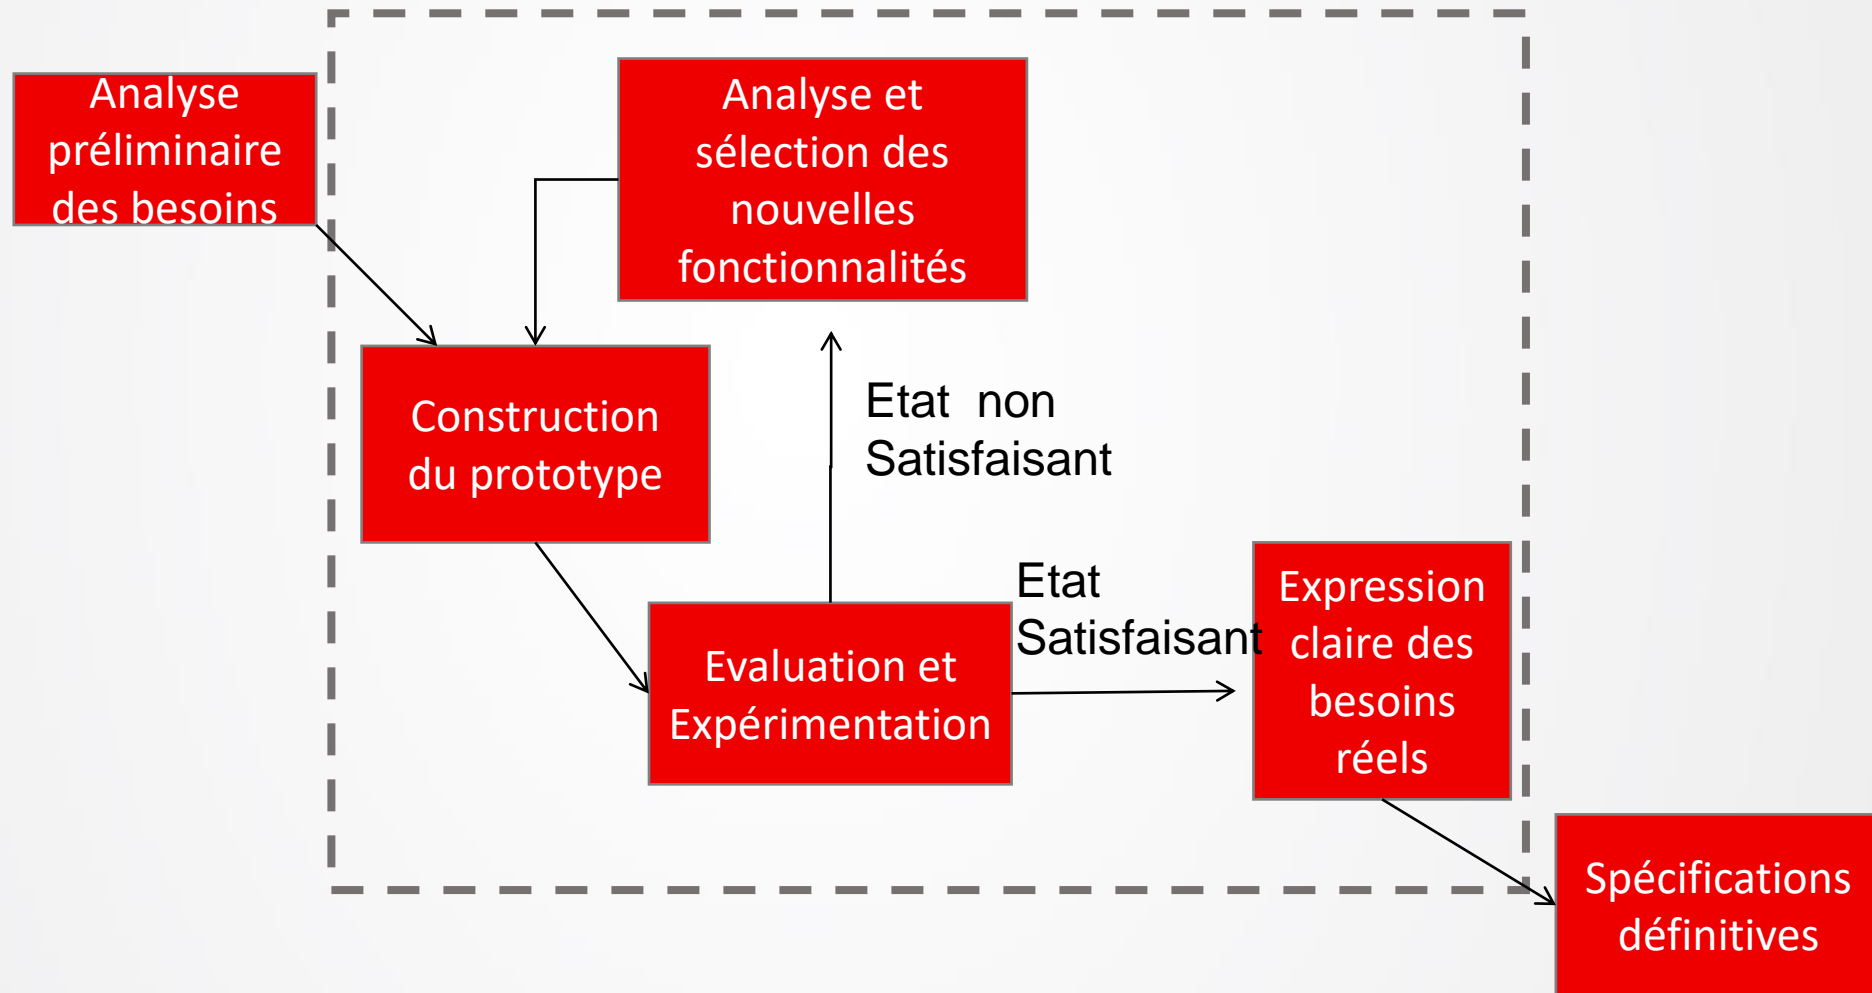 Analyse
préliminaire
des besoins
Analyse et
sélection des
nouvelles
fonctionnalités
Construction
du prototype
Etat non
Satisfaisant
Evaluation et
Expérimentation
Etat
Satisfaisant
Expression
claire des
besoins
réels
Spécifications
définitives